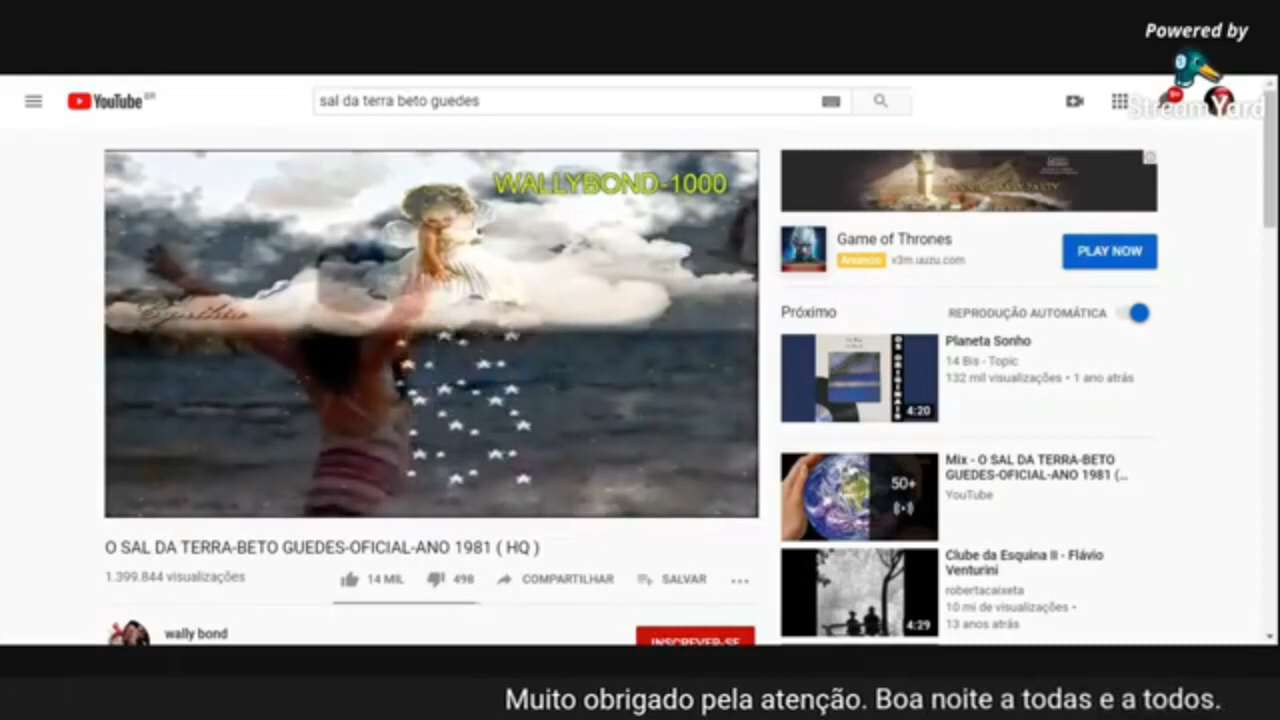 Powered by
StreamYard
YouTube BR
sal da terra beto guedes
WALLYBOND-1000
Game of Thrones
Anúncio v3m.uuzu.com
PLAY NOW
Próximo
REPRODUÇÃO AUTOMÁTICA
Planeta Sonho
14 Bis - Topic
132 mil visualizações • 1 ano atrás
4:20
50+
Mix - O SAL DA TERRA-BETO
GUEDES-OFICIAL-ANO 1981 (...
YouTube
Clube da Esquina II - Flávio
Venturini
robertacaixeta
10 mi de visualizações •
13 anos atrás
4:29
O SAL DA TERRA-BETO GUEDES-OFICIAL-ANO 1981 ( HQ )
1.399.844 visualizações
14 MIL
498
COMPARTILHAR
SALVAR
wally bond
INSCREVER-SE
Muito obrigado pela atenção. Boa noite a todas e a todos.